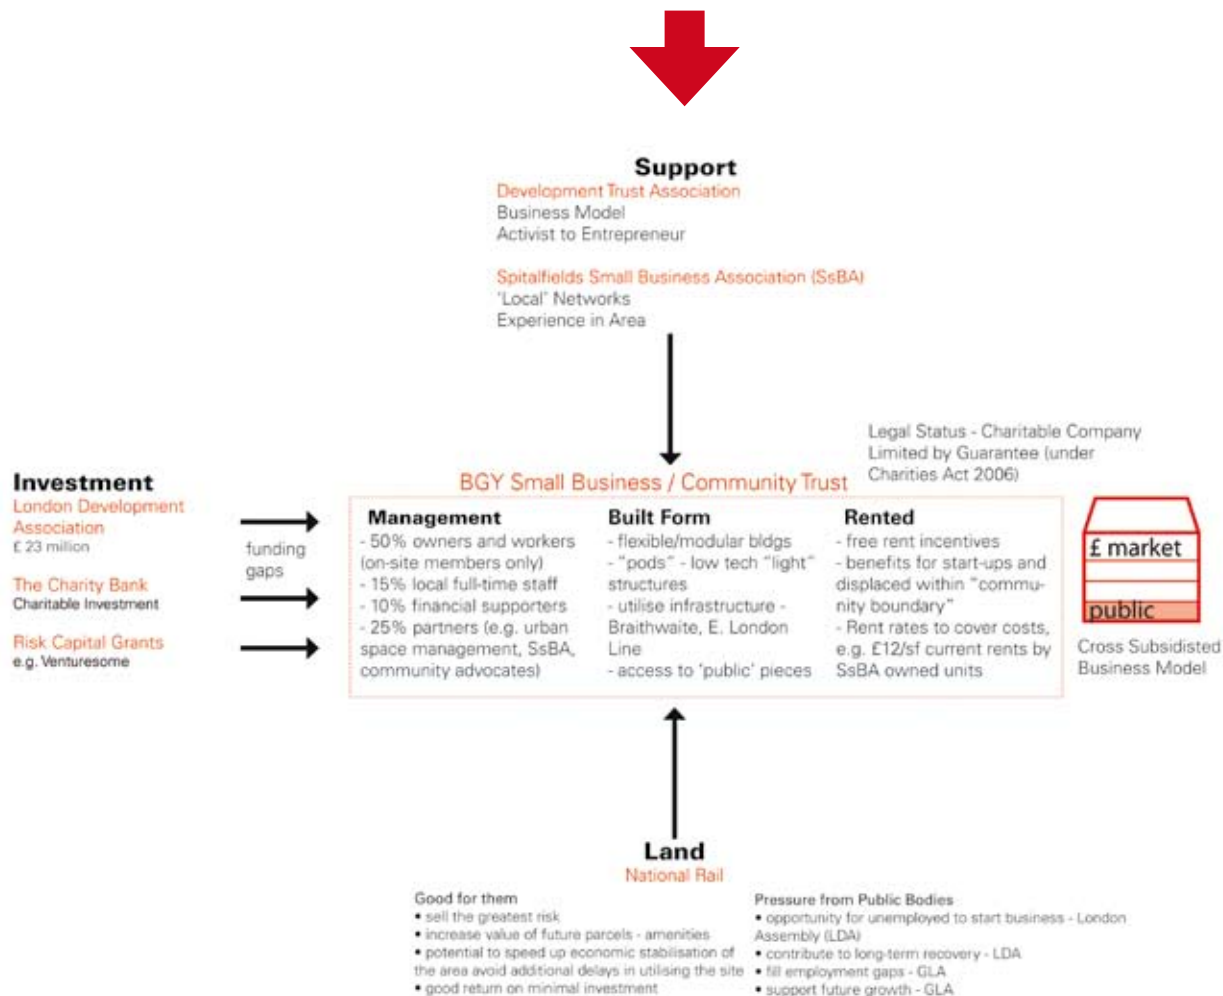 Support
Development Trust Association
Business Model
Activist to Entrepreneur
Spitalfields Small Business Association (SsBA)
'Local' Networks
Experience in Area
Legal Status - Charitable Company
Limited by Guarantee (under
Charities Act 2006)
Investment
London Development
Association
£ 23 million
The Charity Bank
Charitable Investment
Risk Capital Grants
e.g. Venturesome
funding
gaps
BGY Small Business / Community Trust
Management
- 50% owners and workers
(on-site members only)
- 15% local full-time staff
- 10% financial supporters
- 25% partners (e.g. urban
space management, SsBA,
community advocates)
Built Form
- flexible/modular bldgs
- "pods" - low tech "light"
structures
- utilise infrastructure -
Braithwaite, E. London
Line
- access to 'public' pieces
Rented
- free rent incentives
- benefits for start-ups and
displaced within "commu-
nity boundary"
- Rent rates to cover costs,
e.g. £12/sf current rents by
SsBA owned units
£ market
public
Cross Subsidisted
Business Model
Land
National Rail
Good for them
• sell the greatest risk
• increase value of future parcels - amenities
• potential to speed up economic stabilisation of
the area avoid additional delays in utilising the site
• good return on minimal investment
Pressure from Public Bodies
• opportunity for unemployed to start business - London
Assembly (LDA)
• contribute to long-term recovery - LDA
• fill employment gaps - GLA
• support future growth - GLA